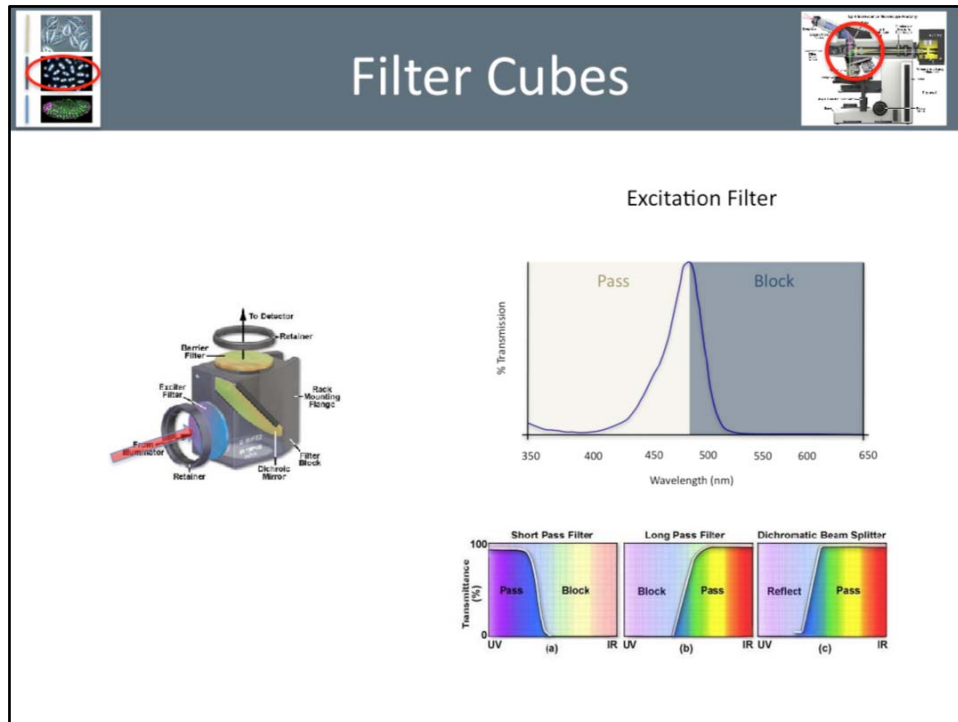 Filter Cubes
To Detector
Retainer
Barrier
Filter
Exciter
Filter
Rack
Mounting
Flange
From
Illuminator
Filter
Block
Retainer
Dichroic
Mirror
Excitation Filter
Pass
Block
% Transmission
350
400
450
500
550
600
650
Wavelength (nm)
Short Pass Filter
Long Pass Filter
Dichromatic Beam Splitter
100
Transmittance
(%)
0
Pass
Block
Block
Pass
Reflect
Pass
UV
(a)
IR
UV
(b)
IR
UV
(c)
IR